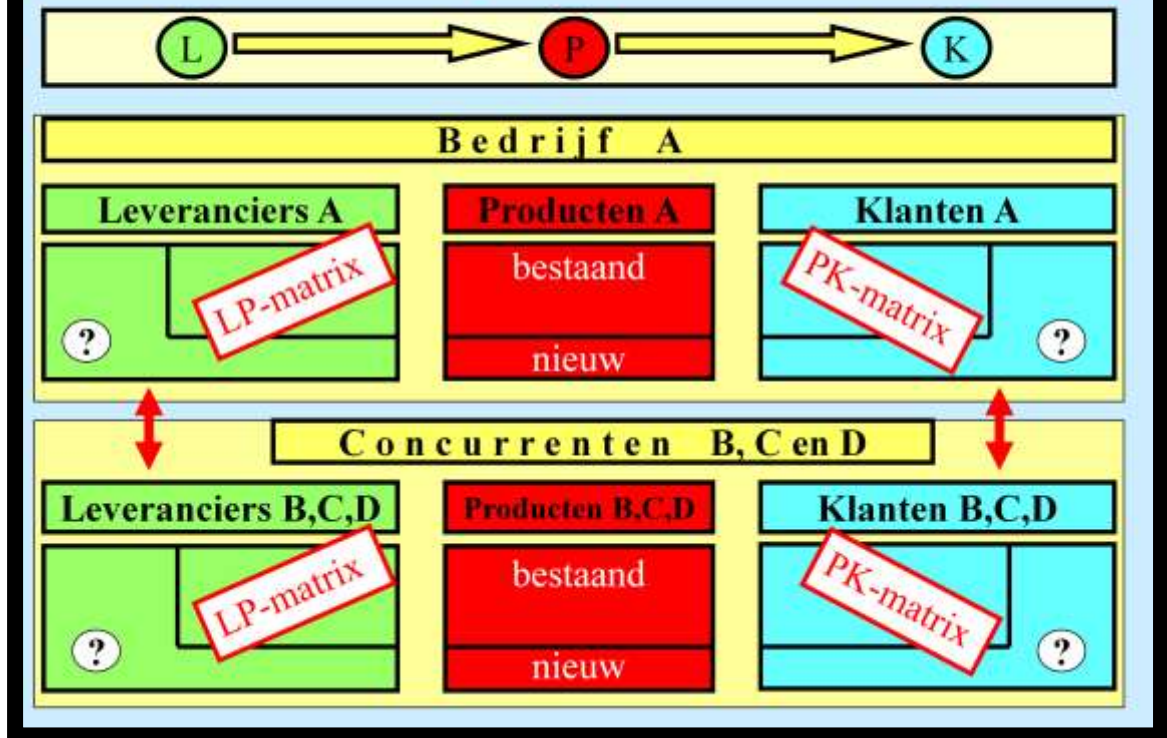 L P K
Bedrijf A
Leveranciers A Producten A Klanten A
LP-matrix bestaand PK-matrix
? nieuw ?
Concurrenten B, C en D
Leveranciers B,C,D Producten B,C,D Klanten B,C,D
LP-matrix bestaand PK-matrix
? nieuw ?